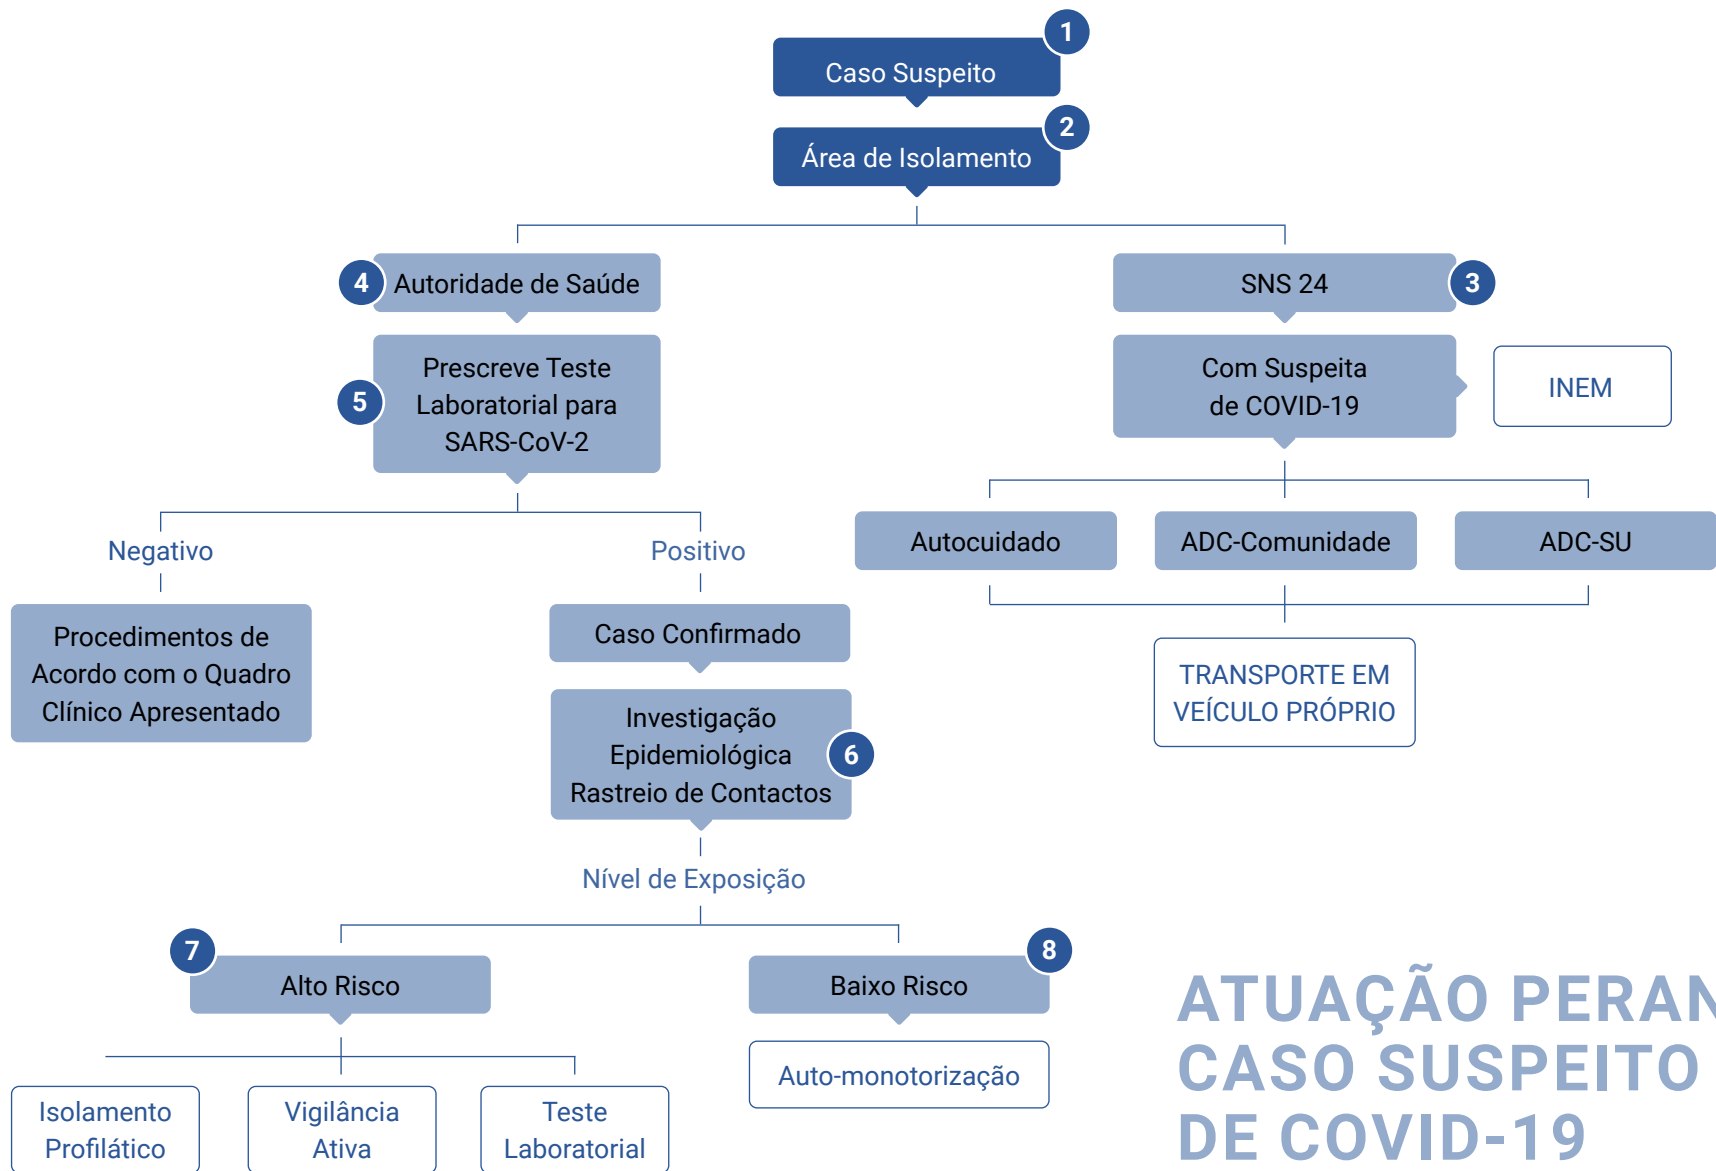 1
Caso Suspeito
2
Área de Isolamento
4
Autoridade de Saúde
SNS 24
3
5
Prescreve Teste
Laboratorial para
SARS-CoV-2
Com Suspeita
de COVID-19
INEM
Negativo
Positivo
Autocuidado
ADC-Comunidade
ADC-SU
Procedimentos de
Acordo com o Quadro
Clínico Apresentado
Caso Confirmado
TRANSPORTE EM
VEÍCULO PRÓPRIO
Investigação
Epidemiológica
Rastreio de Contactos
6
Nível de Exposição
7
Alto Risco
Baixo Risco
8
Isolamento
Profilático
Vigilância
Ativa
Teste
Laboratorial
Auto-monotorização
ATUAÇÃO PERAN
CASO SUSPEITO
DE COVID-19